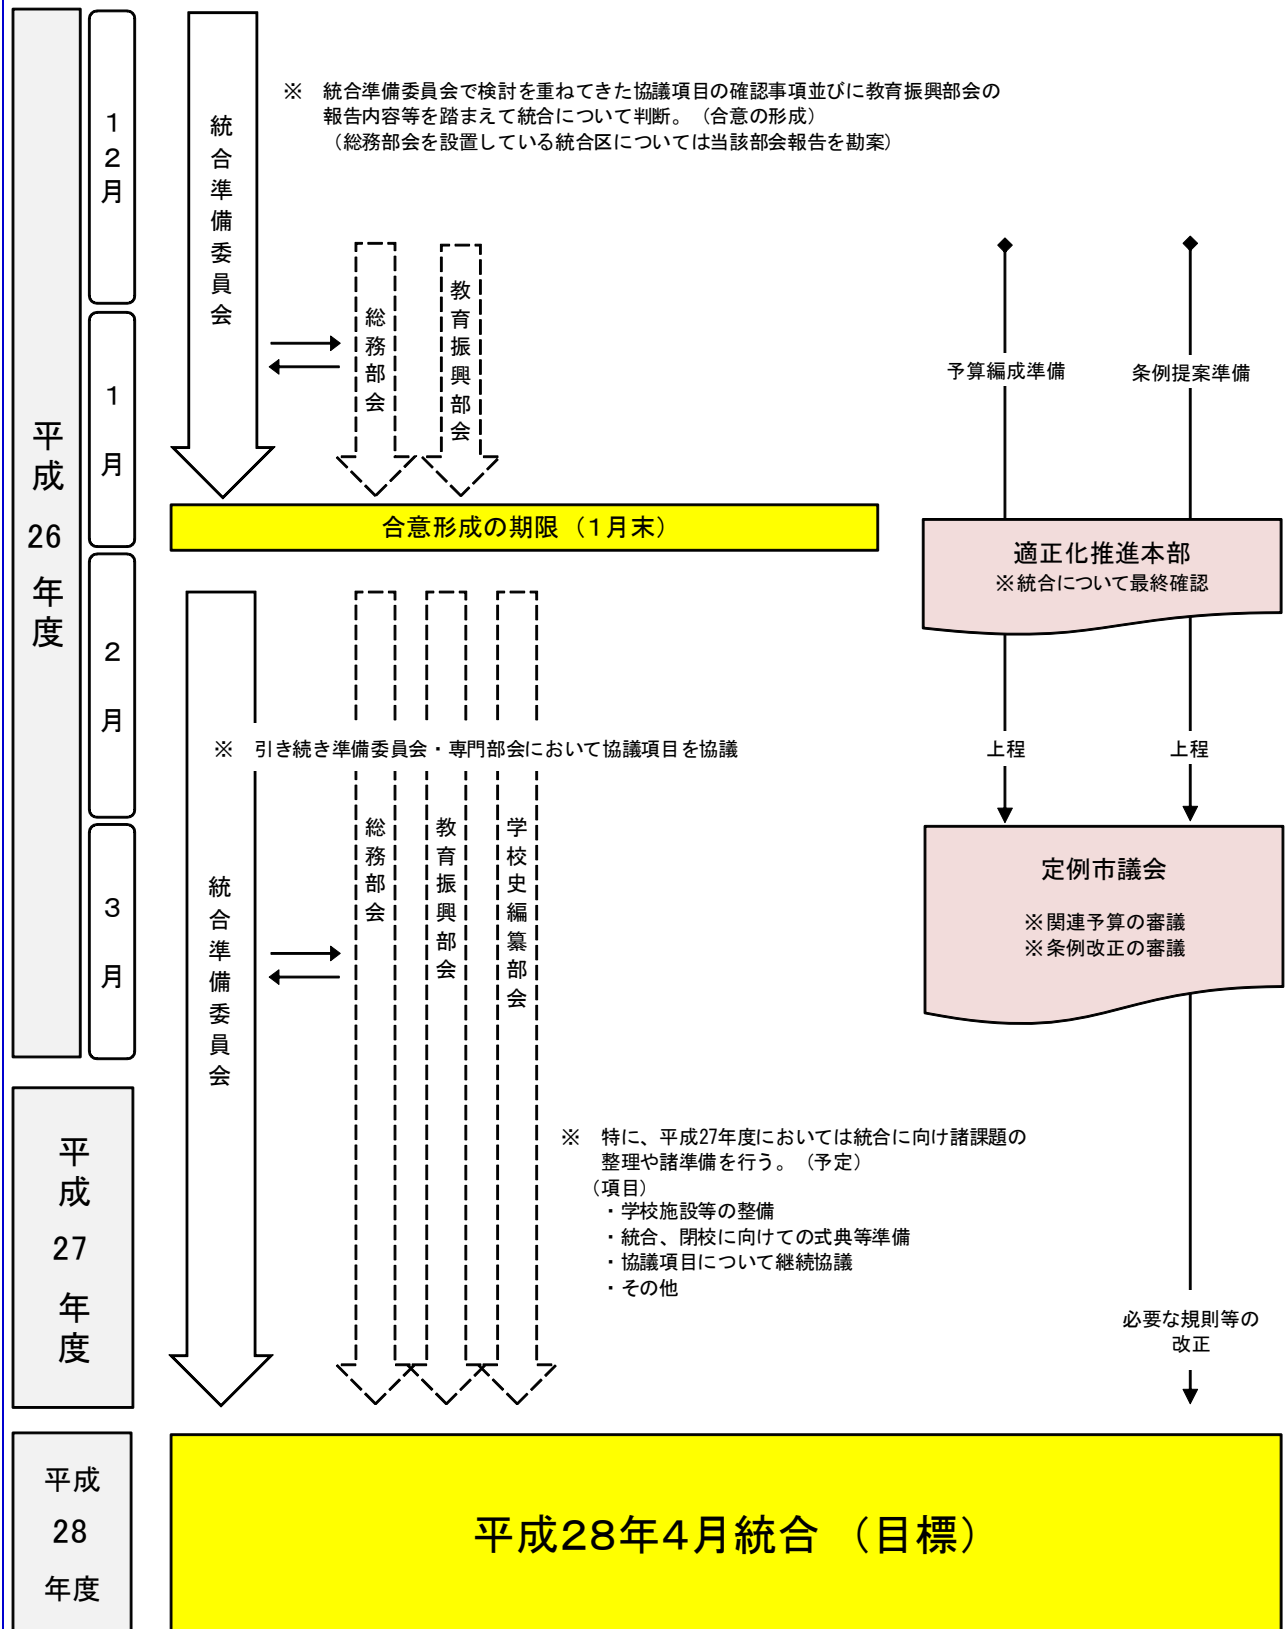 平成
26
年度
12月
1月
2月
3月
統合準備委員会
※　統合準備委員会で検討を重ねてきた協議項目の確認事項並びに教育振興部会の
報告内容等を踏まえて統合について判断。（合意の形成）
（総務部会を設置している統合区については当該部会報告を勘案）
総務部会
教育振興部会
予算編成準備
条例提案準備
合意形成の期限（1月末）
適正化推進本部
※統合について最終確認
※　引き続き準備委員会・専門部会において協議項目を協議
上程
上程
統合準備委員会
総務部会
教育振興部会
学校史編纂部会
定例市議会
※関連予算の審議
※条例改正の審議
平成
27
年度
※　特に、平成27年度においては統合に向け諸課題の
整理や諸準備を行う。（予定）
（項目）
・学校施設等の整備
・統合、閉校に向けての式典等準備
・協議項目について継続協議
・その他
必要な規則等の
改正
平成
28
年度
平成28年4月統合 （目標）